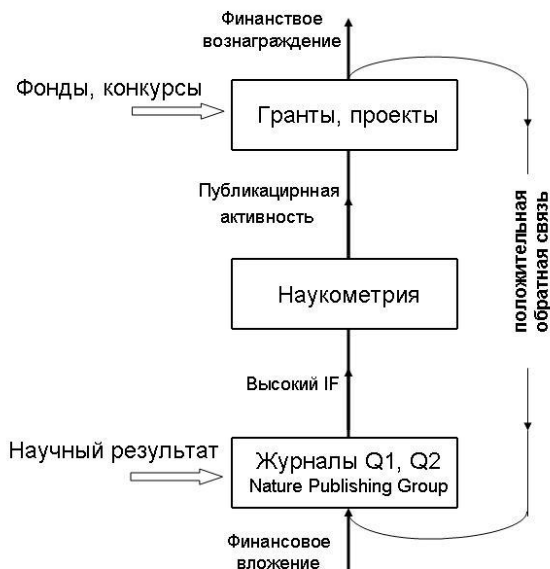 Финанствое
вознаграждение
Фонды, конкурсы
Гранты, проекты
Публикацирнная
активность
положительная
обратная связь
Наукометрия
Высокий IF
Научный результат
Журналы Q1, Q2
Nature Publishing Group
Финансовое
вложение